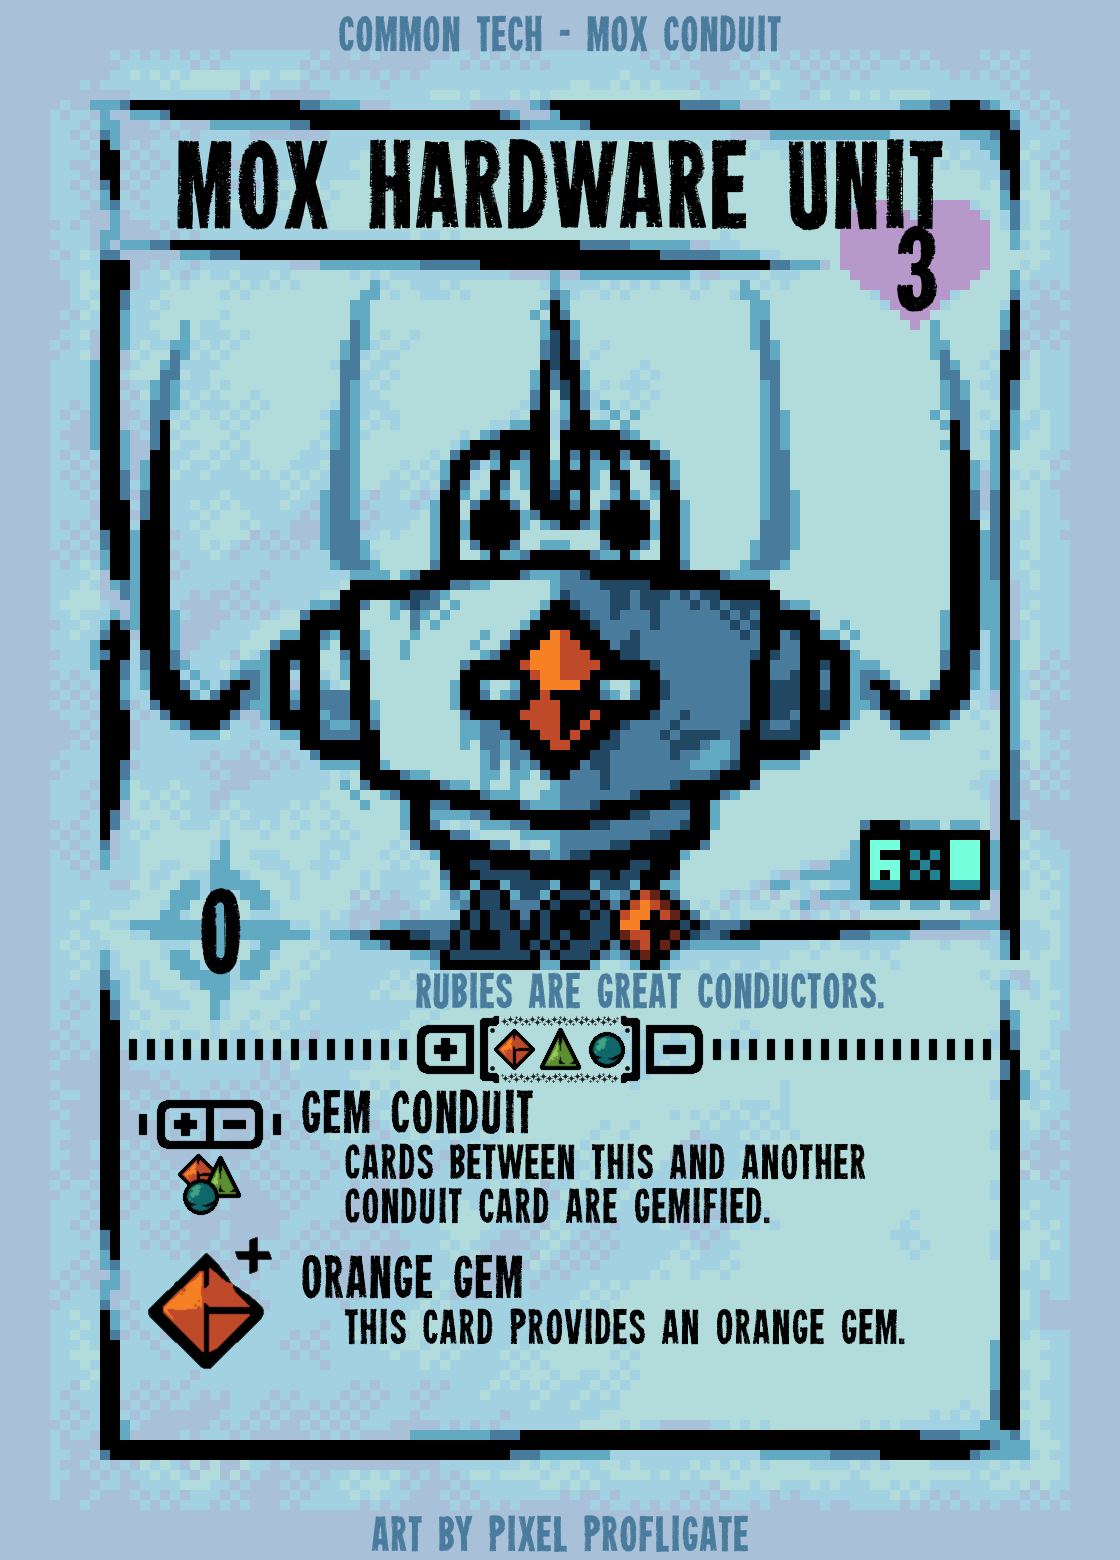 COMMON TECH - MOX CONDUIT
MOX HARDWARE UNIT
3
6
0
RUBIES ARE GREAT CONDUCTORS.
GEM CONDUIT
CARDS BETWEEN THIS AND ANOTHER
CONDUIT CARD ARE GEMIFIED.
ORANGE GEM
THIS CARD PROVIDES AN ORANGE GEM.
ART BY PIXEL PROFLIGATE